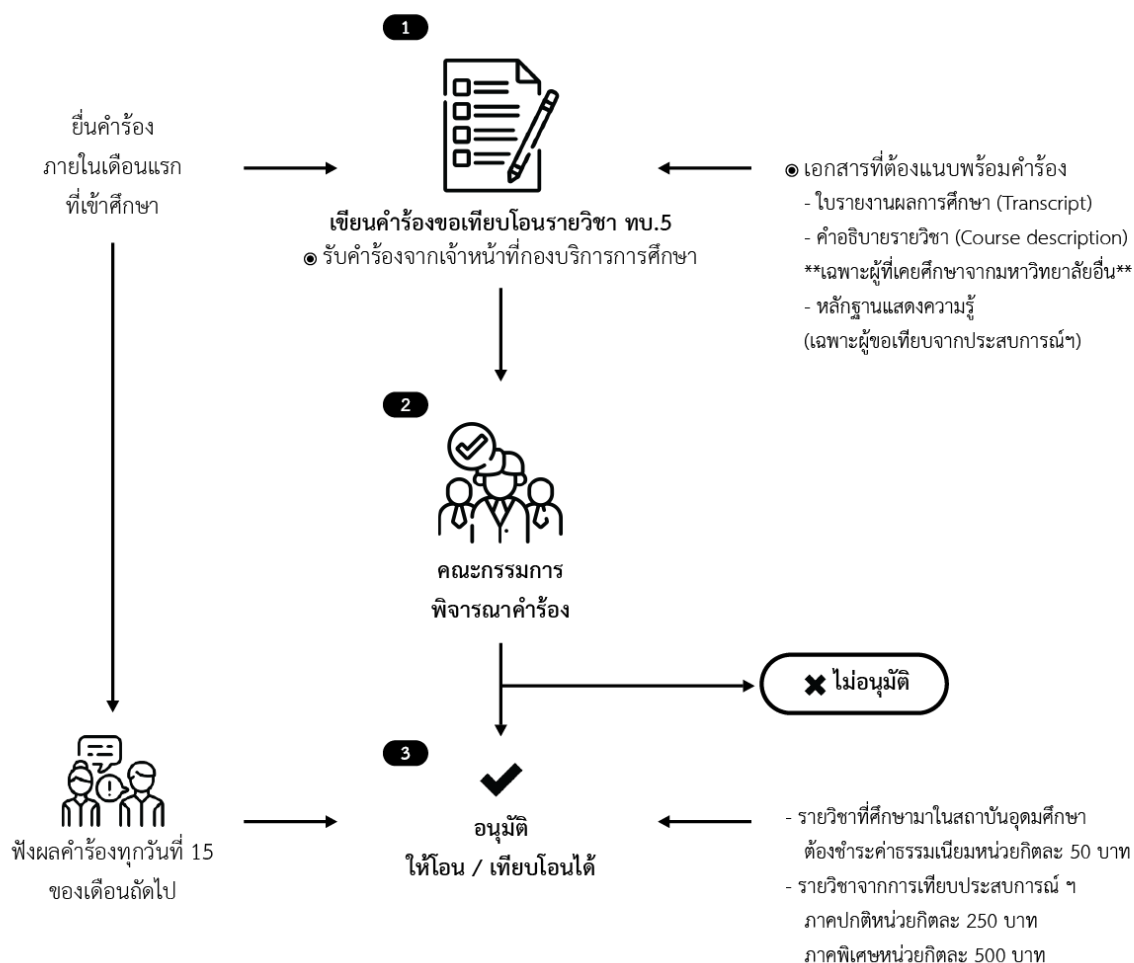 1
ยื่นคำร้อง
ภายในเดือนแรก
ที่เข้าศึกษา
เขียนคำร้องขอเทียบโอนรายวิชา ทบ.5
◉ รับคำร้องจากเจ้าหน้าที่กองบริการการศึกษา
◉ เอกสารที่ต้องแนบพร้อมคำร้อง
- ใบรายงานผลการศึกษา (Transcript)
- คำอธิบายรายวิชา (Course description)
**เฉพาะผู้ที่เคยศึกษาจากมหาวิทยาลัยอื่น**
- หลักฐานแสดงความรู้
(เฉพาะผู้ขอเทียบจากประสบการณ์ฯ)
2
คณะกรรมการ
พิจารณาคำร้อง
ไม่อนุมัติ
3
อนุมัติ
ให้โอน / เทียบโอนได้
ฟังผลคำร้องทุกวันที่ 15
ของเดือนถัดไป
- รายวิชาที่ศึกษามาในสถาบันอุดมศึกษา
ต้องชำระค่าธรรมเนียมหน่วยกิตละ 50 บาท
- รายวิชาจากการเทียบประสบการณ์ ฯ
ภาคปกติหน่วยกิตละ 250 บาท
ภาคพิเศษหน่วยกิตละ 500 บาท